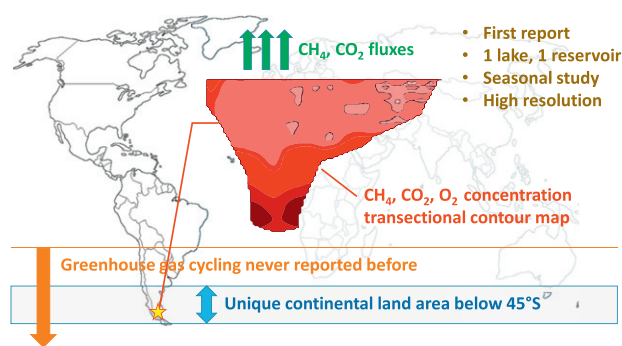 CH₄, CO₂ fluxes
• First report
• 1 lake, 1 reservoir
• Seasonal study
• High resolution
CH₄, CO₂, O₂ concentration
transectional contour map
Greenhouse gas cycling never reported before
Unique continental land area below 45°S